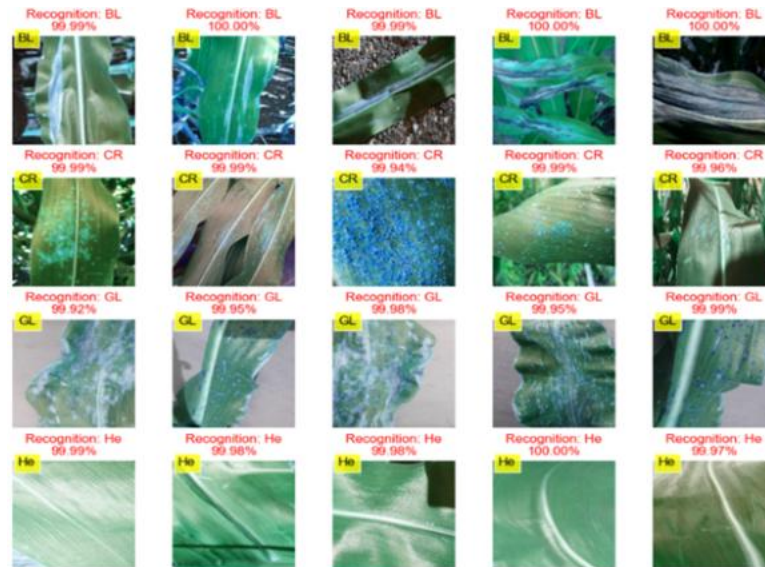 Recognition: BL Recognition: BL Recognition: BL Recognition: BL Recognition: BL
99.99% 100.00% 99.99% 100.00% 100.00%
BL BL BL BL BL
Recognition: CR Recognition: CR Recognition: CR Recognition: CR Recognition: CR
99.99% 99.99% 99.94% 99.99% 99.96%
CR CR CR CR CR
Recognition: GL Recognition: GL Recognition: GL Recognition: GL Recognition: GL
99.92% 99.95% 99.98% 99.95% 99.99%
GL GL GL GL GL
Recognition: He Recognition: He Recognition: He Recognition: He Recognition: He
99.99% 99.98% 99.98% 100.00% 99.97%
He He He He He